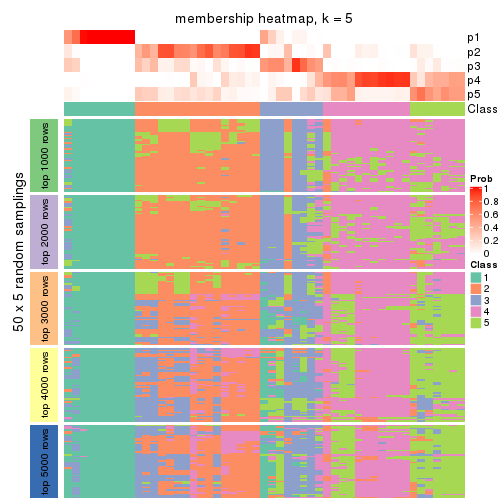 membership heatmap, k = 5
p1
p2
p3
p4
p5
Class
50 x 5 random samplings
top 1000 rows
top 2000 rows
top 3000 rows
top 4000 rows
top 5000 rows
Prob
1
0.8
0.6
0.4
0.2
0
Class
1
2
3
4
5